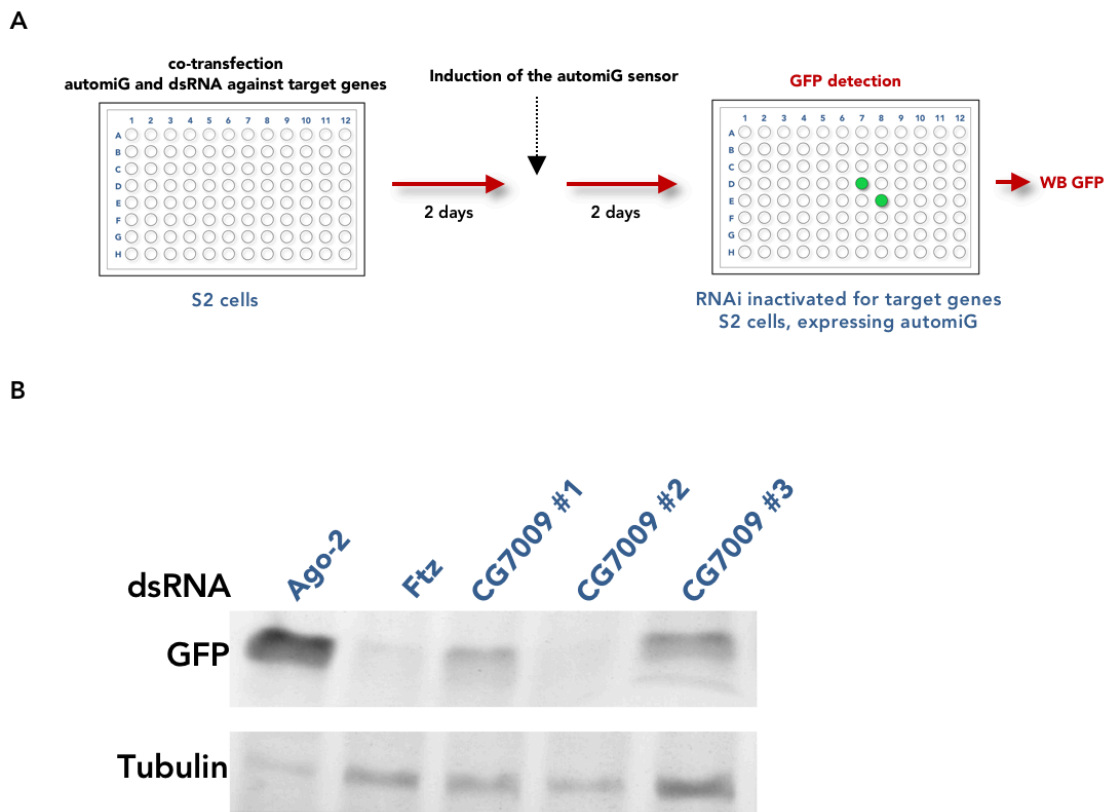 A
co-transfection
automiG and dsRNA against target genes
Induction of the automiG sensor
GFP detection
1 2 3 4 5 6 7 8 9 10 11 12
A
B
C
D
E
F
G
H
1 2 3 4 5 6 7 8 9 10 11 12
A
B
C
D
E
F
G
H
2 days
2 days
WB GFP
S2 cells
RNAi inactivated for target genes
S2 cells, expressing automiG
B
dsRNA
Ago-2
Ftz
CG7009 #1
CG7009 #2
CG7009 #3
GFP
Tubulin